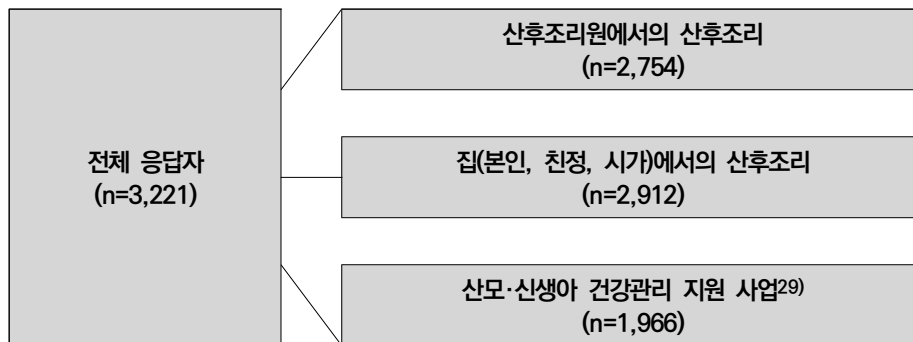 전체 응답자
(n=3,221)
산후조리원에서의 산후조리
(n=2,754)
집(본인, 친정, 시가)에서의 산후조리
(n=2,912)
산모·신생아 건강관리 지원 사업29)
(n=1,966)